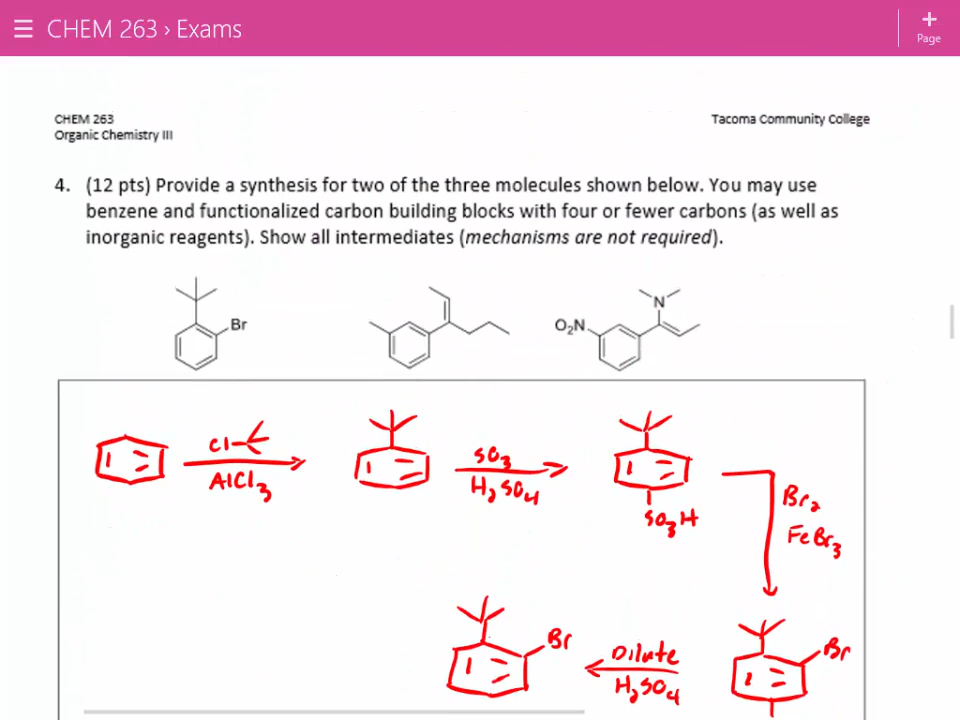 ☰ CHEM 263 › Exams
+
Page
CHEM 263
Organic Chemistry III
Tacoma Community College
4. (12 pts) Provide a synthesis for two of the three molecules shown below. You may use
benzene and functionalized carbon building blocks with four or fewer carbons (as well as
inorganic reagents). Show all intermediates (mechanisms are not required).
Br
O₂N
N
Cl
AlCl₃
SO₃
H₂SO₄
SO₃H
Br₂
FeBr₃
Br
Dilute
H₂SO₄
Br